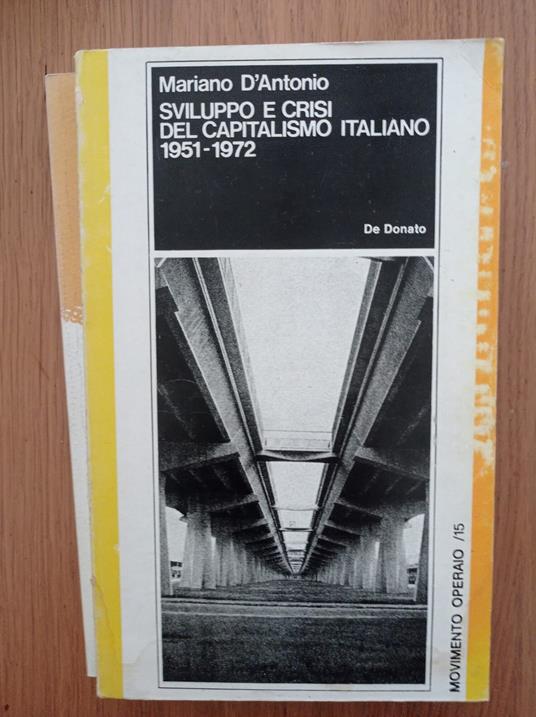 Mariano D'Antonio
SVILUPPO E CRISI
DEL CAPITALISMO ITALIANO
1951-1972
De Donato
MOVIMENTO OPERAIO /15